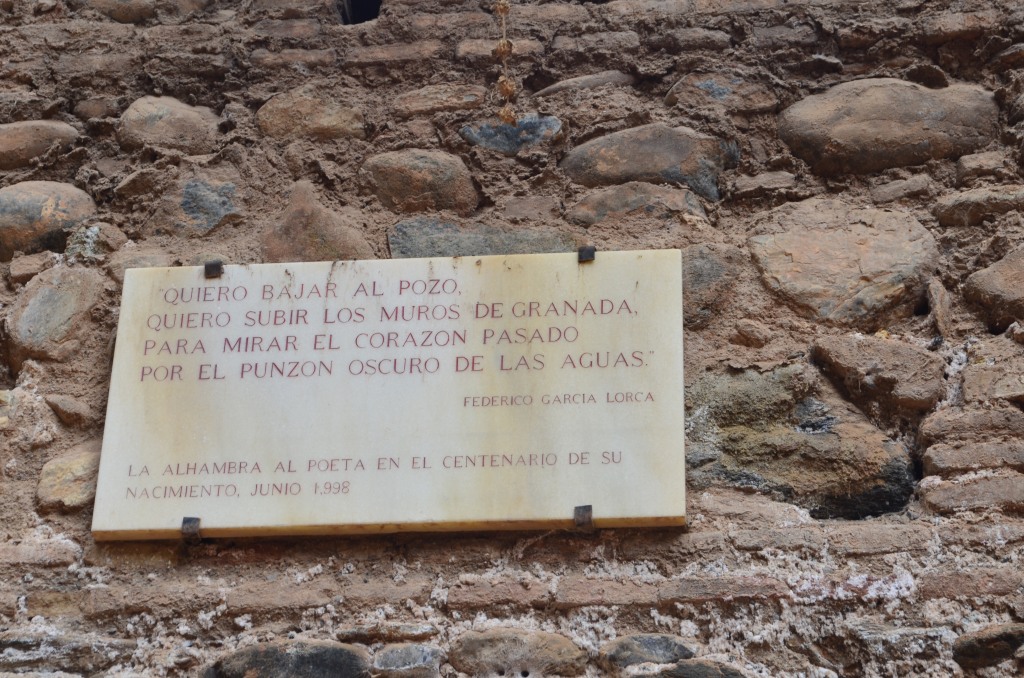 "QUIERO BAJAR AL POZO,
QUIERO SUBIR LOS MUROS DE GRANADA,
PARA MIRAR EL CORAZON PASADO
POR EL PUNZON OSCURO DE LAS AGUAS."
FEDERICO GARCIA LORCA
LA ALHAMBRA AL POETA EN EL CENTENARIO DE SU
NACIMIENTO, JUNIO 1.998